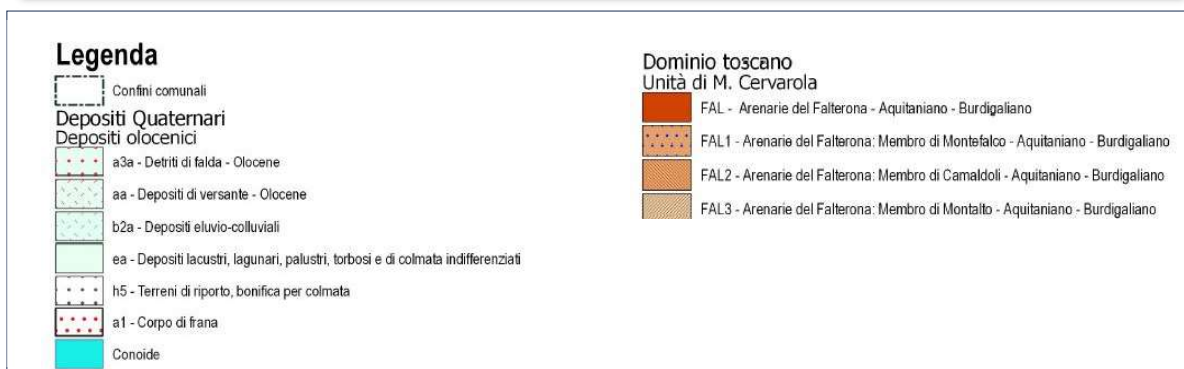 Legenda
Confini comunali
Depositi Quaternari
Depositi olocenici
a3a - Detriti di falda - Olocene
aa - Depositi di versante - Olocene
b2a - Depositi eluvio-colluviali
ea - Depositi lacustri, lagunari, palustri, torbosi e di colmata indifferenziati
h5 - Terreni di riporto, bonifica per colmata
a1 - Corpo di frana
Conoide
Dominio toscano
Unità di M. Cervarola
FAL - Arenarie del Falterona - Aquitaniano - Burdigaliano
FAL1 - Arenarie del Falterona: Membro di Montefalco - Aquitaniano - Burdigaliano
FAL2 - Arenarie del Falterona: Membro di Camaldoli - Aquitaniano - Burdigaliano
FAL3 - Arenarie del Falterona: Membro di Montalto - Aquitaniano - Burdigaliano